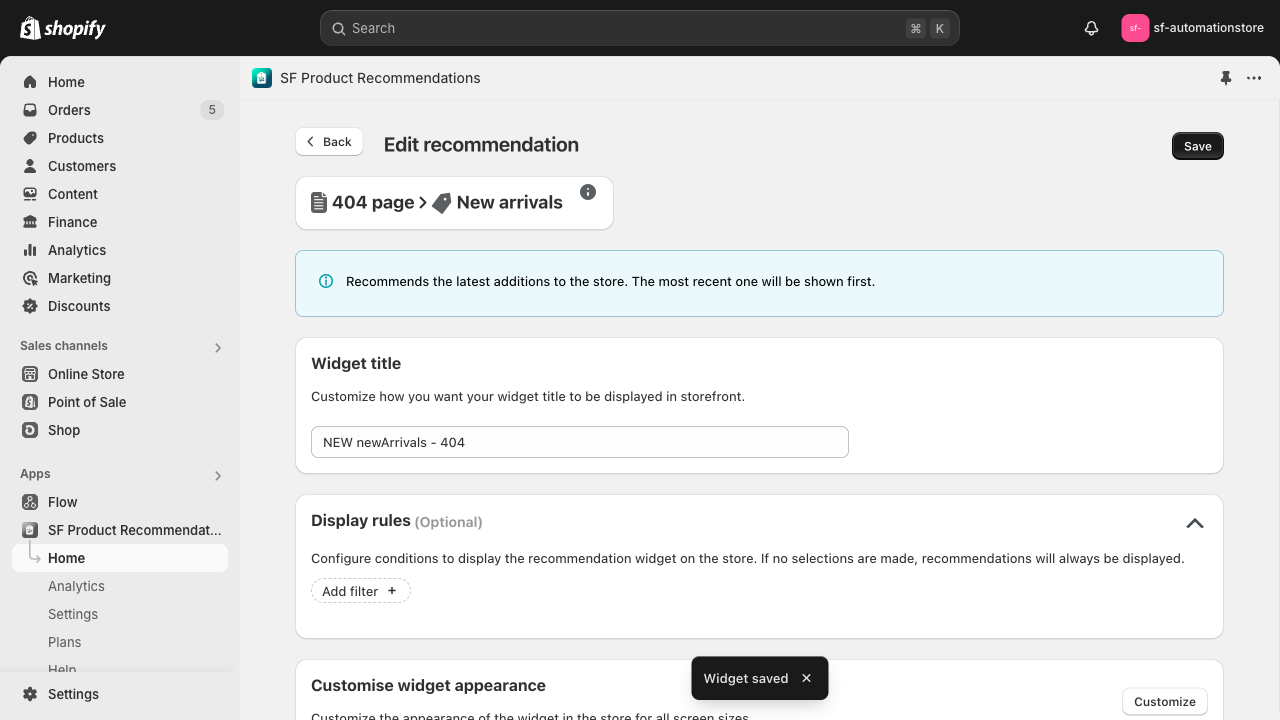 shopify
Search
⌘ K
sf-
sf-automationstore
Home
Orders
5
Products
Customers
Content
Finance
Analytics
Marketing
Discounts
Sales channels
Online Store
Point of Sale
Shop
Apps
Flow
SF Product Recommendat...
Home
Analytics
Settings
Plans
Help
Settings
SF Product Recommendations
Back
Edit recommendation
Save
404 page > New arrivals
Recommends the latest additions to the store. The most recent one will be shown first.
Widget title
Customize how you want your widget title to be displayed in storefront.
NEW newArrivals - 404
Display rules (Optional)
Configure conditions to display the recommendation widget on the store. If no selections are made, recommendations will always be displayed.
Add filter +
Customise widget appearance
Customize the appearance of the widget in the store for all screen sizes
Customize
Widget saved